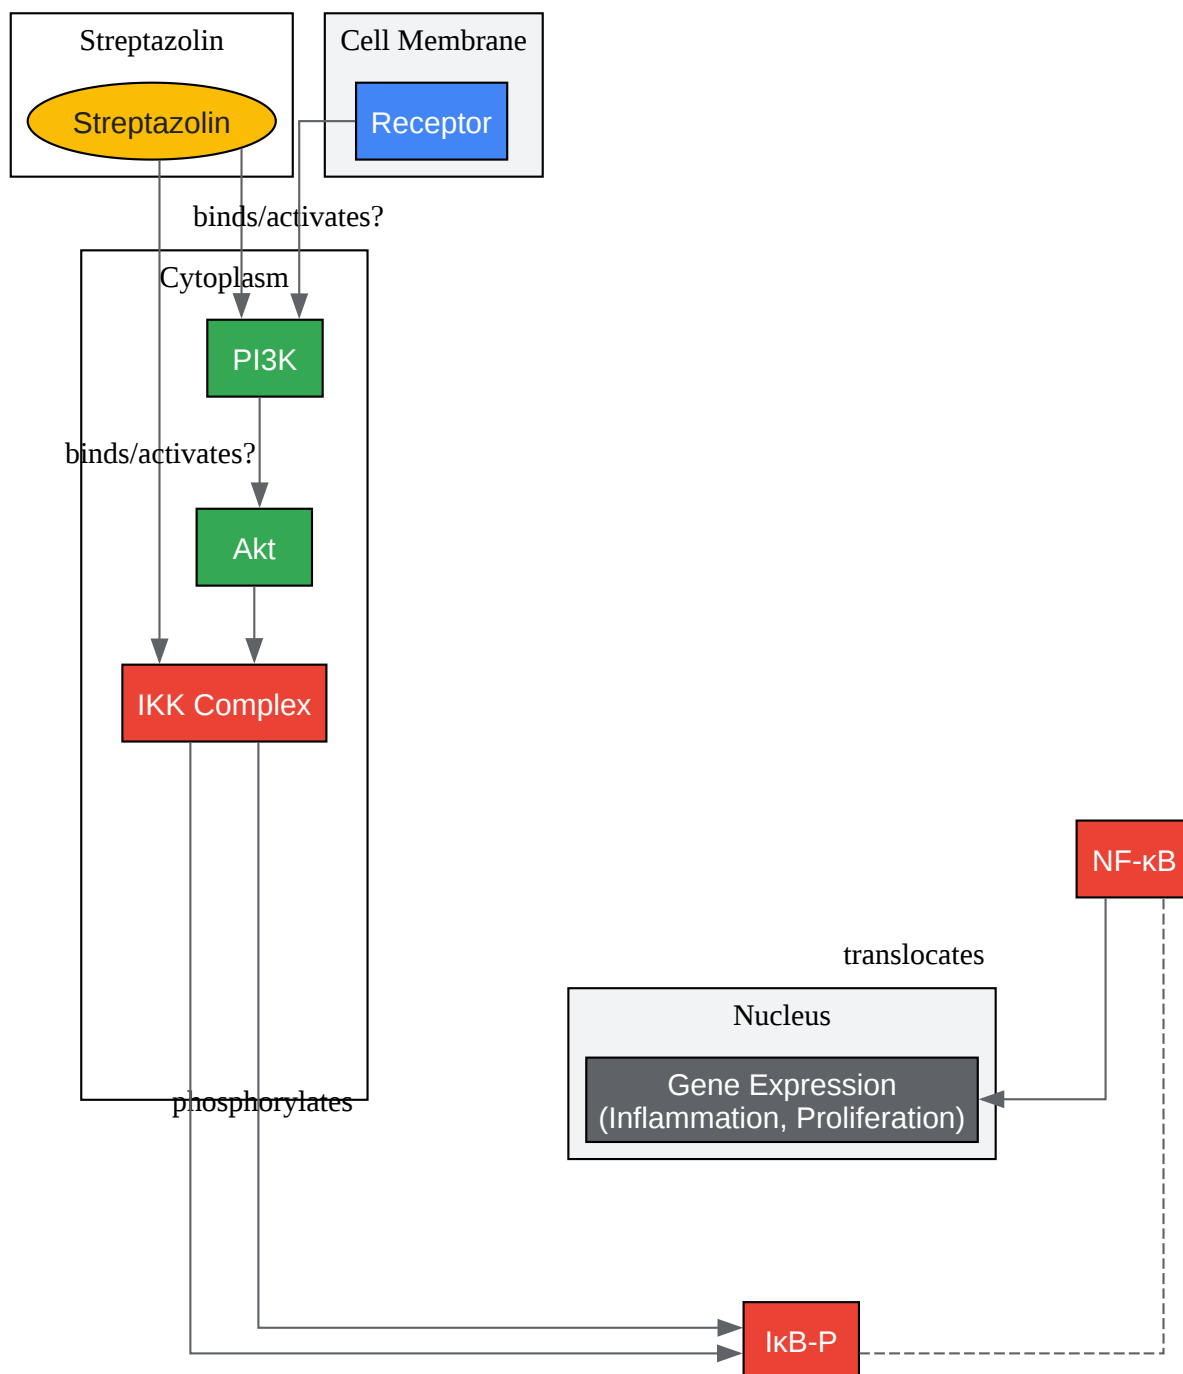 Streptazolin
Cell Membrane
Streptazolin
Receptor
binds/activates?
Cytoplasm
PI3K
binds/activates?
Akt
IKK Complex
NF-κB
translocates
Nucleus
Gene Expression
(Inflammation, Proliferation)
phosphorylates
IκB-P